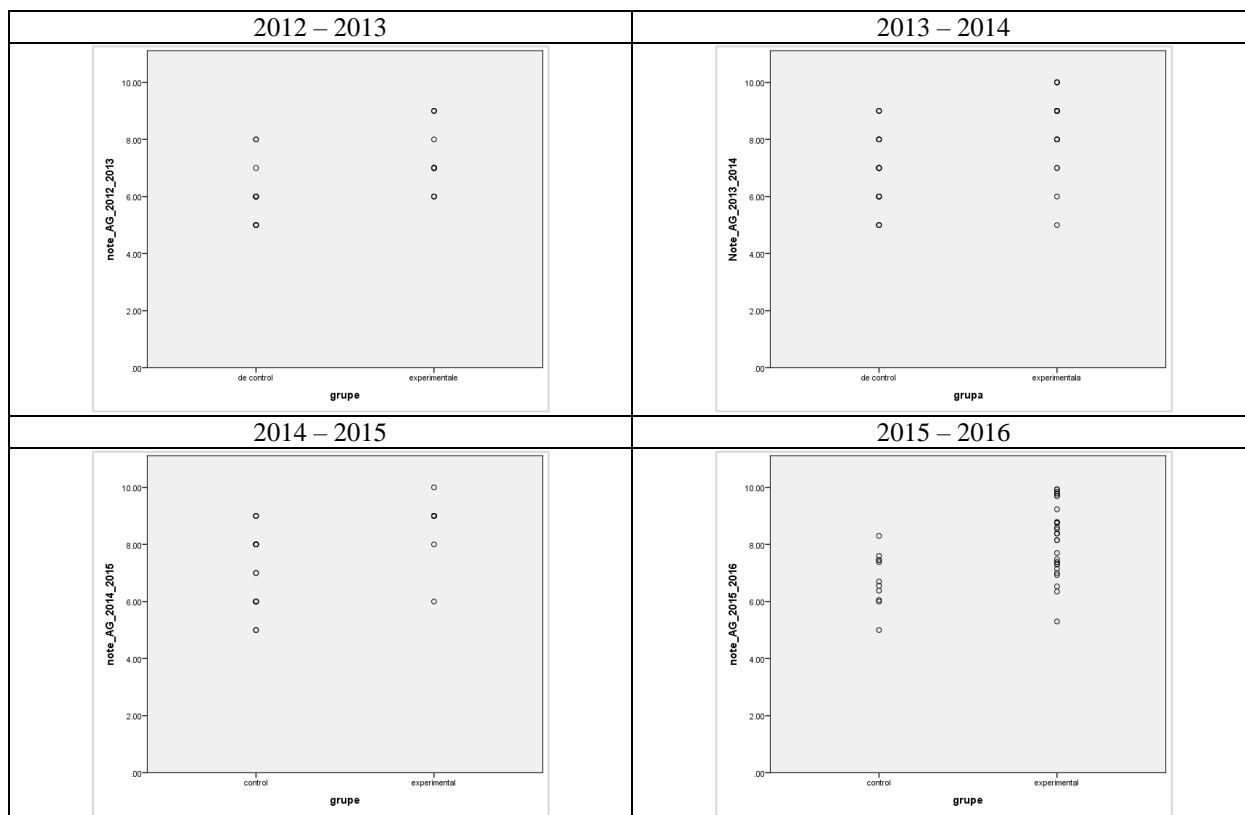 2012 – 2013
2013 – 2014
10.00
8.00
6.00
4.00
2.00
.00
note_AG_2012_2013
de control
experimentale
grupe
10.00
8.00
6.00
4.00
2.00
.00
Note_AG_2013_2014
de control
experimentala
grupa
2014 – 2015
2015 – 2016
10.00
8.00
6.00
4.00
2.00
.00
note_AG_2014_2015
control
experimental
grupe
10.00
8.00
6.00
4.00
2.00
.00
note_AG_2015_2016
control
experimental
grupe